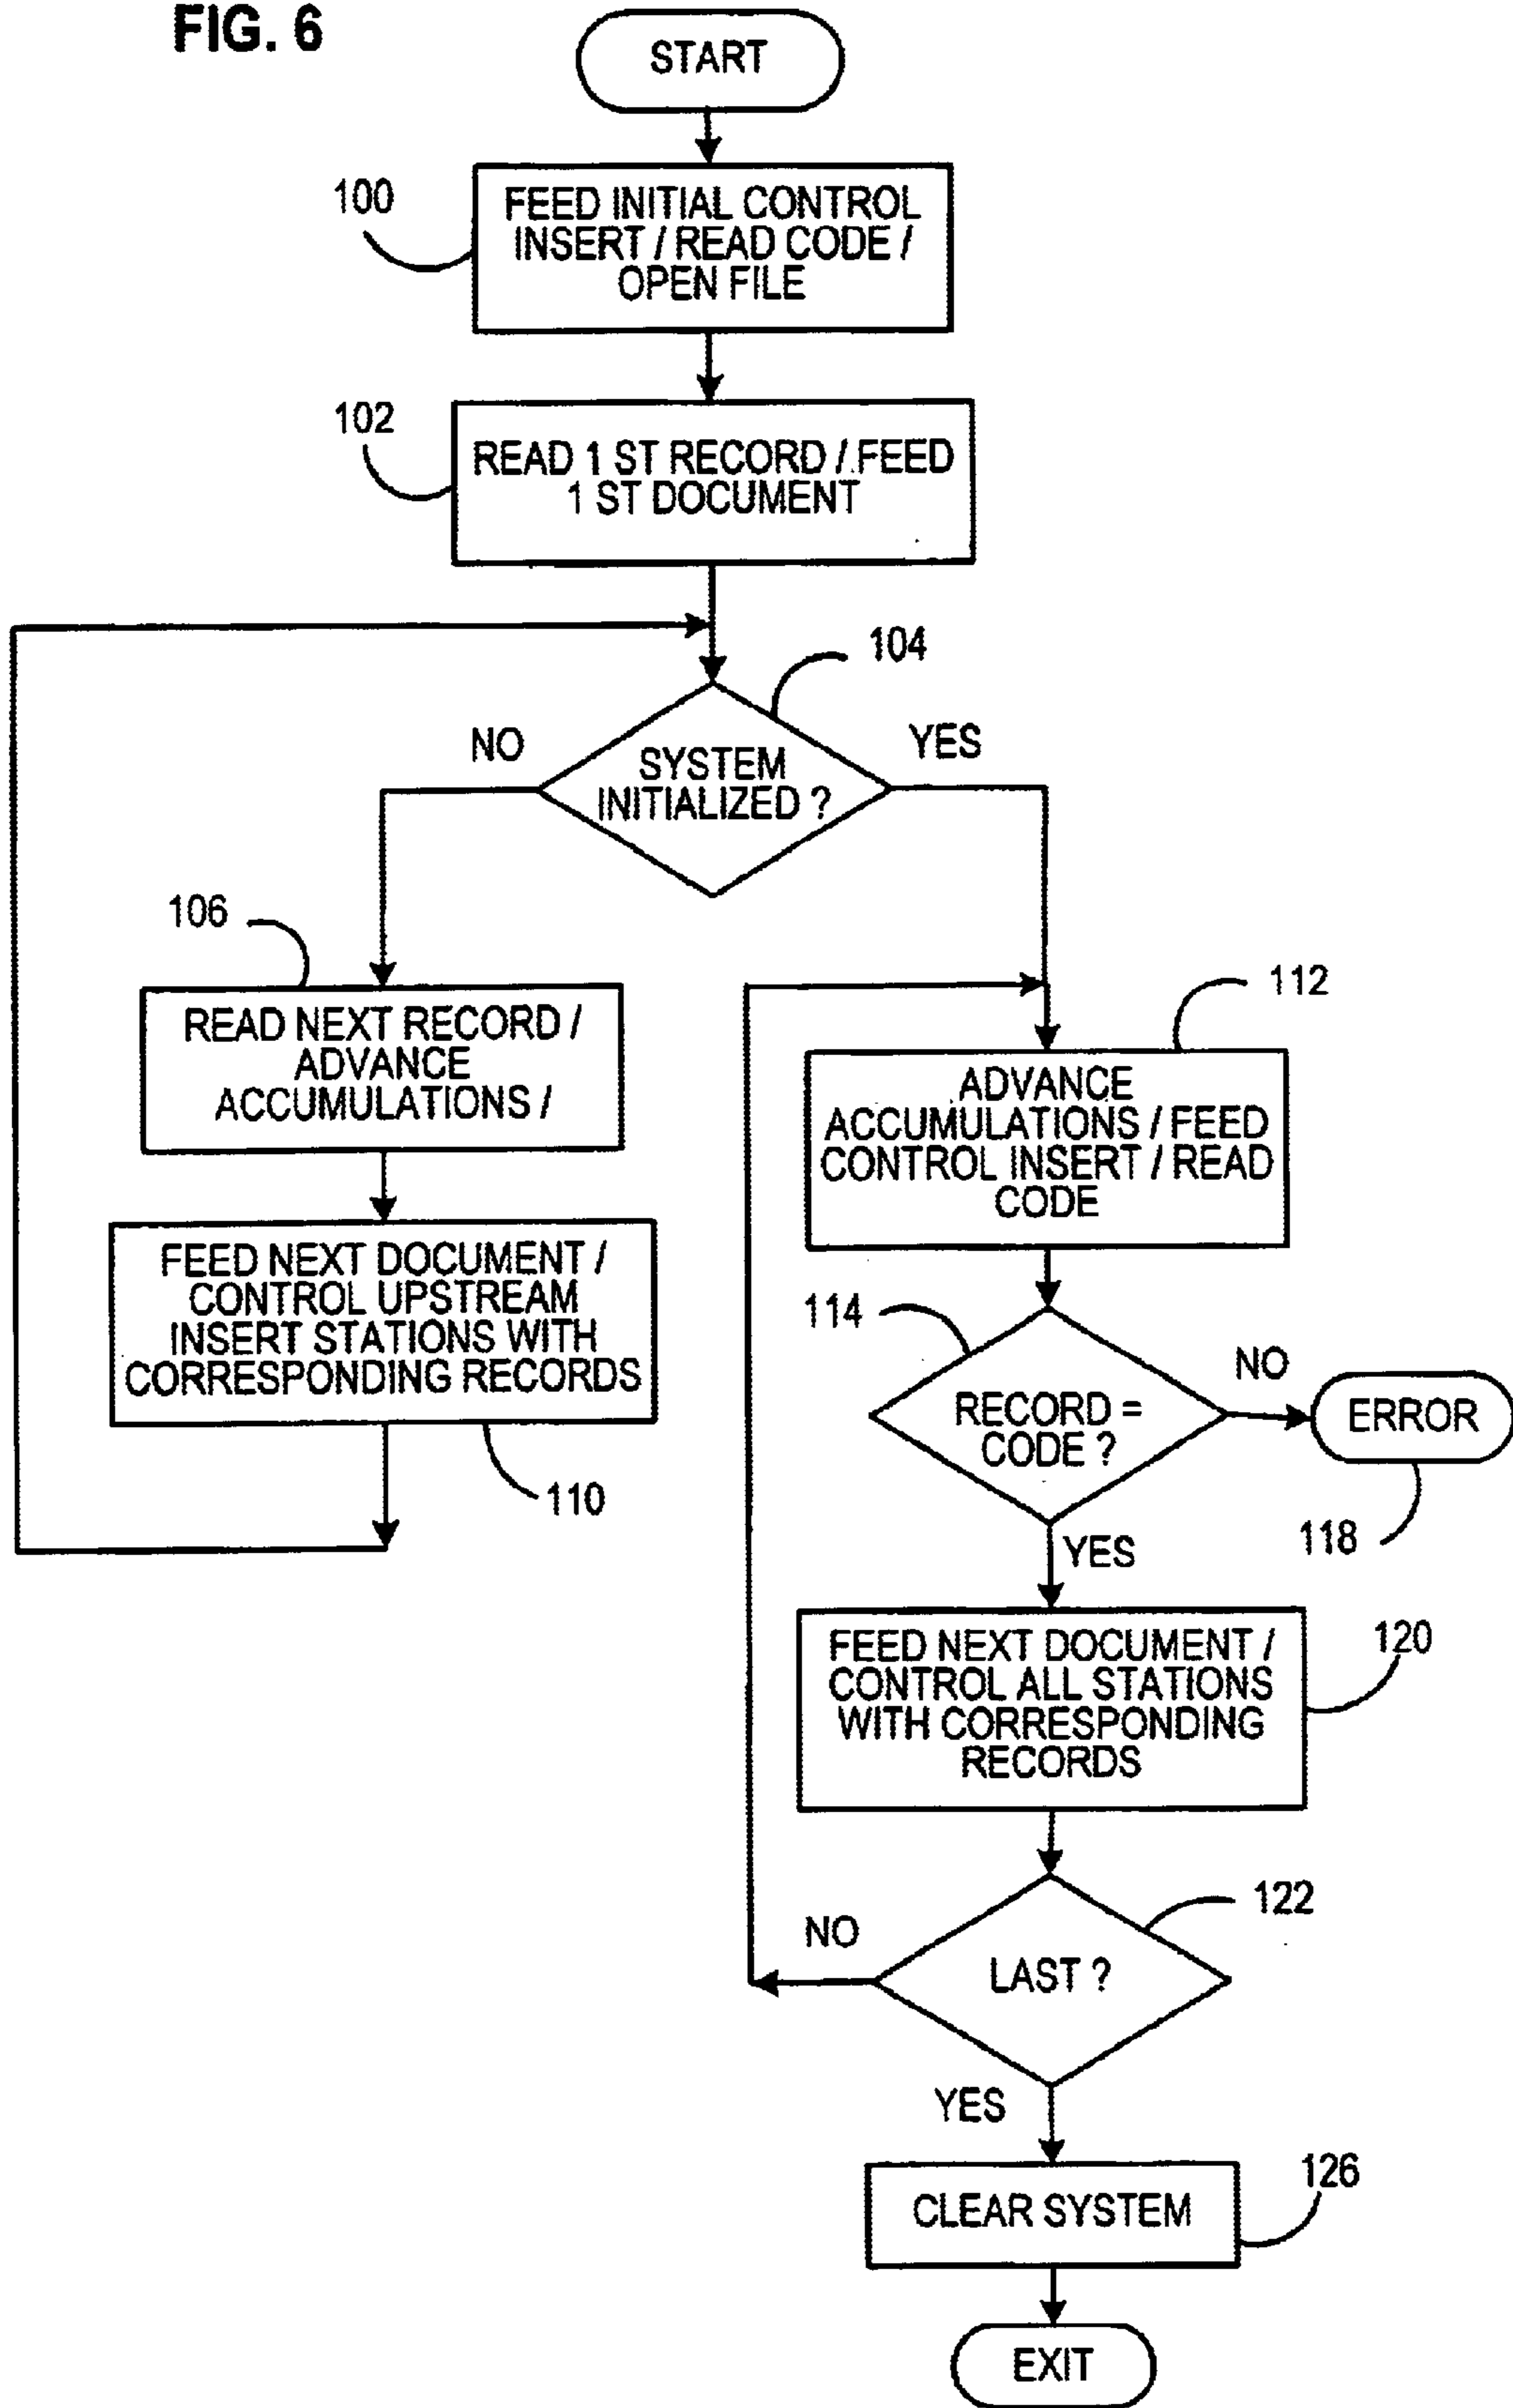 FIG. 6
START
100
FEED INITIAL CONTROL
INSERT / READ CODE /
OPEN FILE
102
READ 1 ST RECORD / FEED
1 ST DOCUMENT
104
NO
YES
SYSTEM
INITIALIZED ?
106
READ NEXT RECORD /
ADVANCE
ACCUMULATIONS /
112
ADVANCE
ACCUMULATIONS / FEED
CONTROL INSERT / READ
CODE
FEED NEXT DOCUMENT /
CONTROL UPSTREAM
INSERT STATIONS WITH
CORRESPONDING RECORDS
110
114
RECORD =
CODE ?
NO
ERROR
118
YES
FEED NEXT DOCUMENT /
CONTROL ALL STATIONS
WITH CORRESPONDING
RECORDS
120
122
NO
LAST ?
YES
CLEAR SYSTEM
126
EXIT